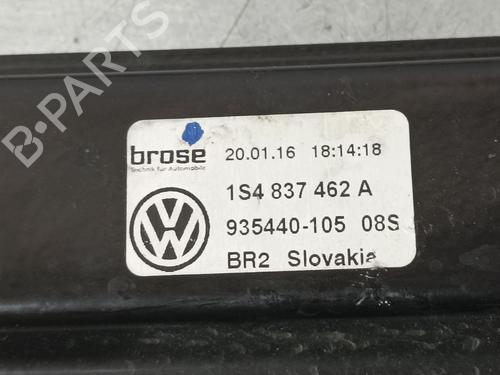 B-PARTS
brose
Technik für Automobile
20.01.16 18:14:18
1S4 837 462 A
935440-105 08S
BR2 Slovakia